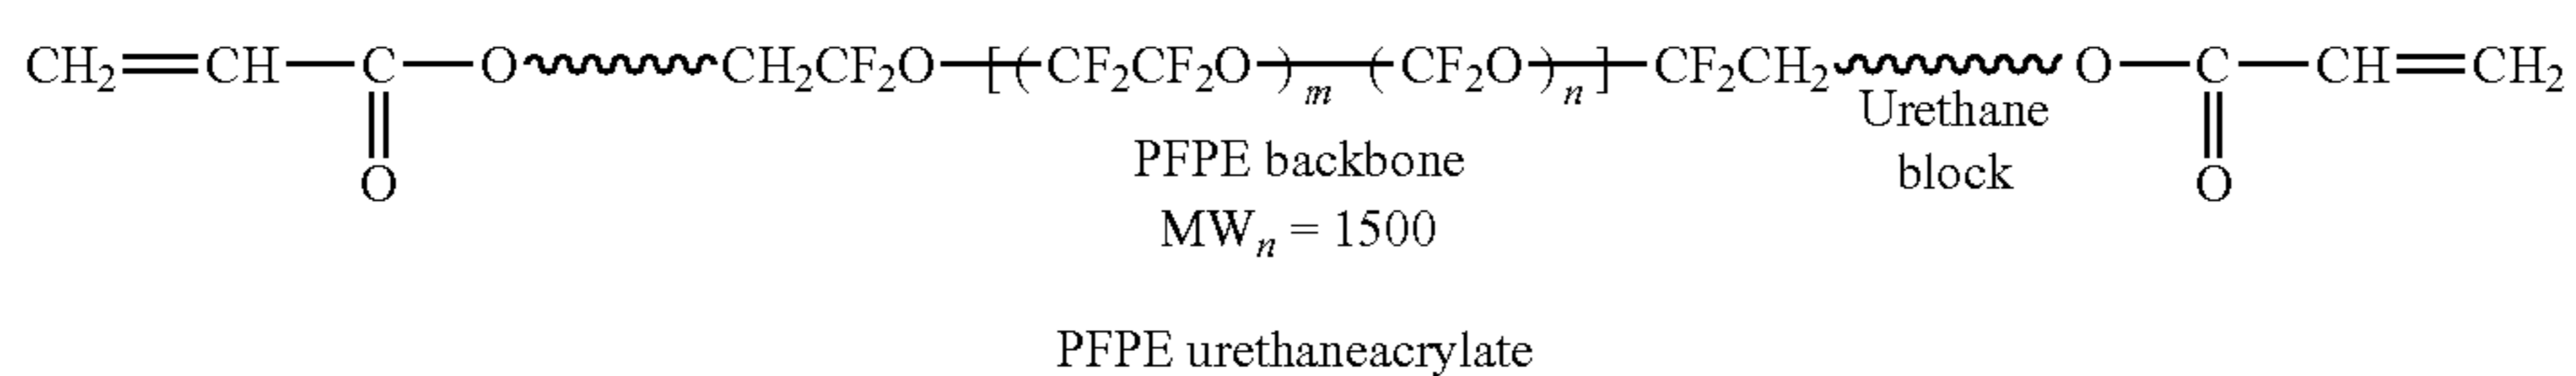 CH₂=CH—C—O~CH₂CF₂O—[(CF₂CF₂O)ₘ—(CF₂O)ₙ]—CF₂CH₂~O—C—CH=CH₂
O
Urethane
block
O
PFPE backbone
MWₙ = 1500
PFPE urethaneacrylate